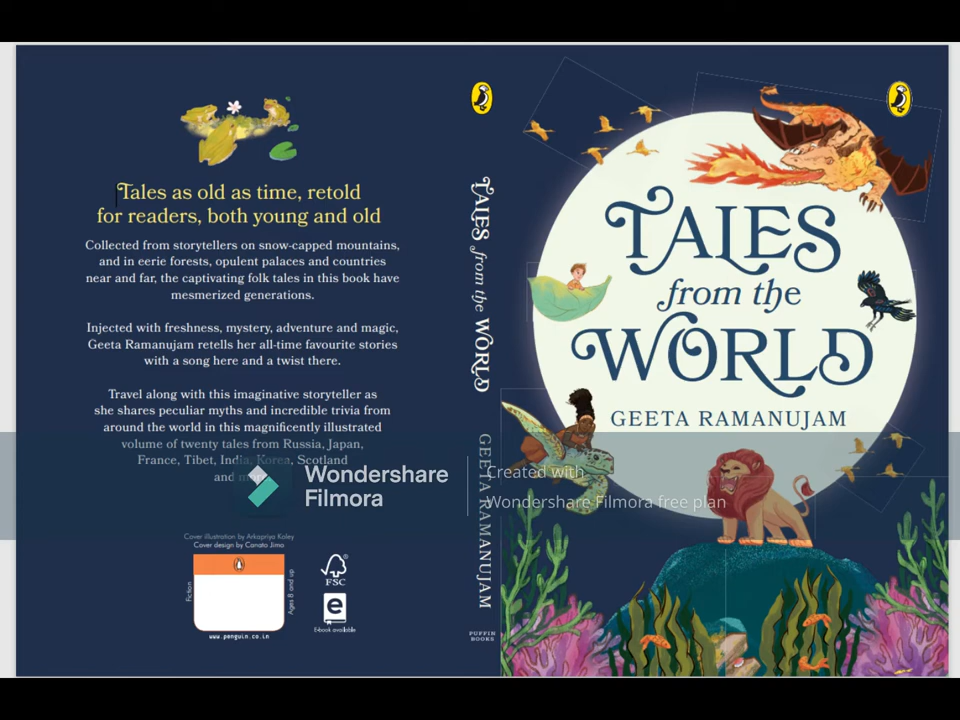 Tales as old as time, retold
for readers, both young and old
Collected from storytellers on snow-capped mountains,
and in eerie forests, opulent palaces and countries
near and far, the captivating folk tales in this book have
mesmerized generations.
Injected with freshness, mystery, adventure and magic,
Geeta Ramanujam retells her all-time favourite stories
with a song here and a twist there.
Travel along with this imaginative storyteller as
she shares peculiar myths and incredible trivia from
around the world in this magnificently illustrated
volume of twenty tales from Russia, Japan,
France, Tibet, India, Korea, Scotland
and more.
Cover illustration by Arkapriya Koley
Cover design by Canato Jimo
Fiction
Ages 8 and up
www.penguin.co.in
FSC
e
E-book available
TALES from the WORLD
GEETA RAMANUJAM
PUFFIN
BOOKS
TALES
from the
WORLD
GEETA RAMANUJAM
Wondershare
Filmora
Created with
Wondershare Filmora free plan